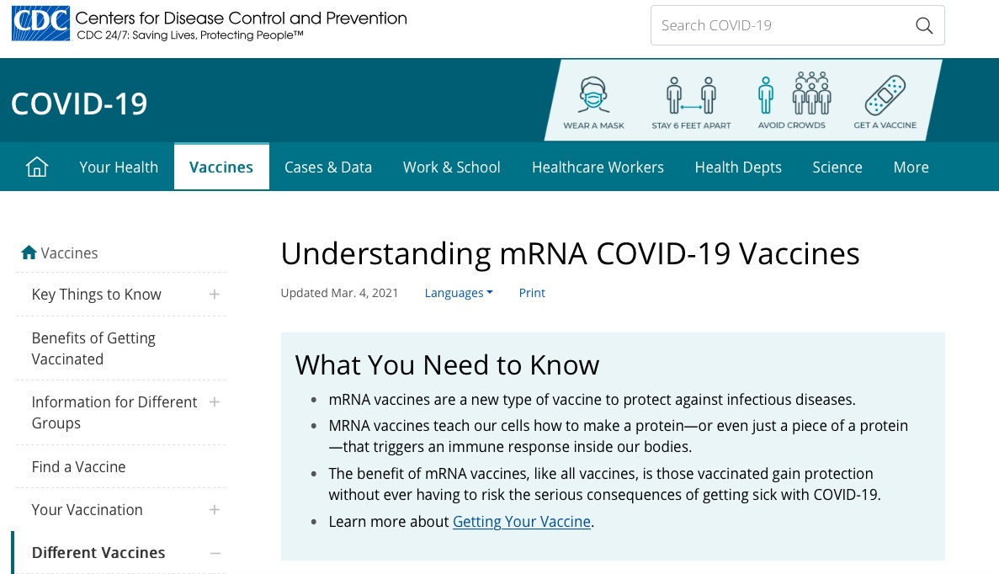 CDC
Centers for Disease Control and Prevention
CDC 24/7: Saving Lives, Protecting People™
Search COVID-19
COVID-19
WEAR A MASK
STAY 6 FEET APART
AVOID CROWDS
GET A VACCINE
Your Health
Vaccines
Cases & Data
Work & School
Healthcare Workers
Health Depts
Science
More
Vaccines
Key Things to Know
Benefits of Getting
Vaccinated
Information for Different
Groups
Find a Vaccine
Your Vaccination
Different Vaccines
Understanding mRNA COVID-19 Vaccines
Updated Mar. 4, 2021
Languages
Print
What You Need to Know
• mRNA vaccines are a new type of vaccine to protect against infectious diseases.
• MRNA vaccines teach our cells how to make a protein—or even just a piece of a protein
—that triggers an immune response inside our bodies.
• The benefit of mRNA vaccines, like all vaccines, is those vaccinated gain protection
without ever having to risk the serious consequences of getting sick with COVID-19.
• Learn more about Getting Your Vaccine.